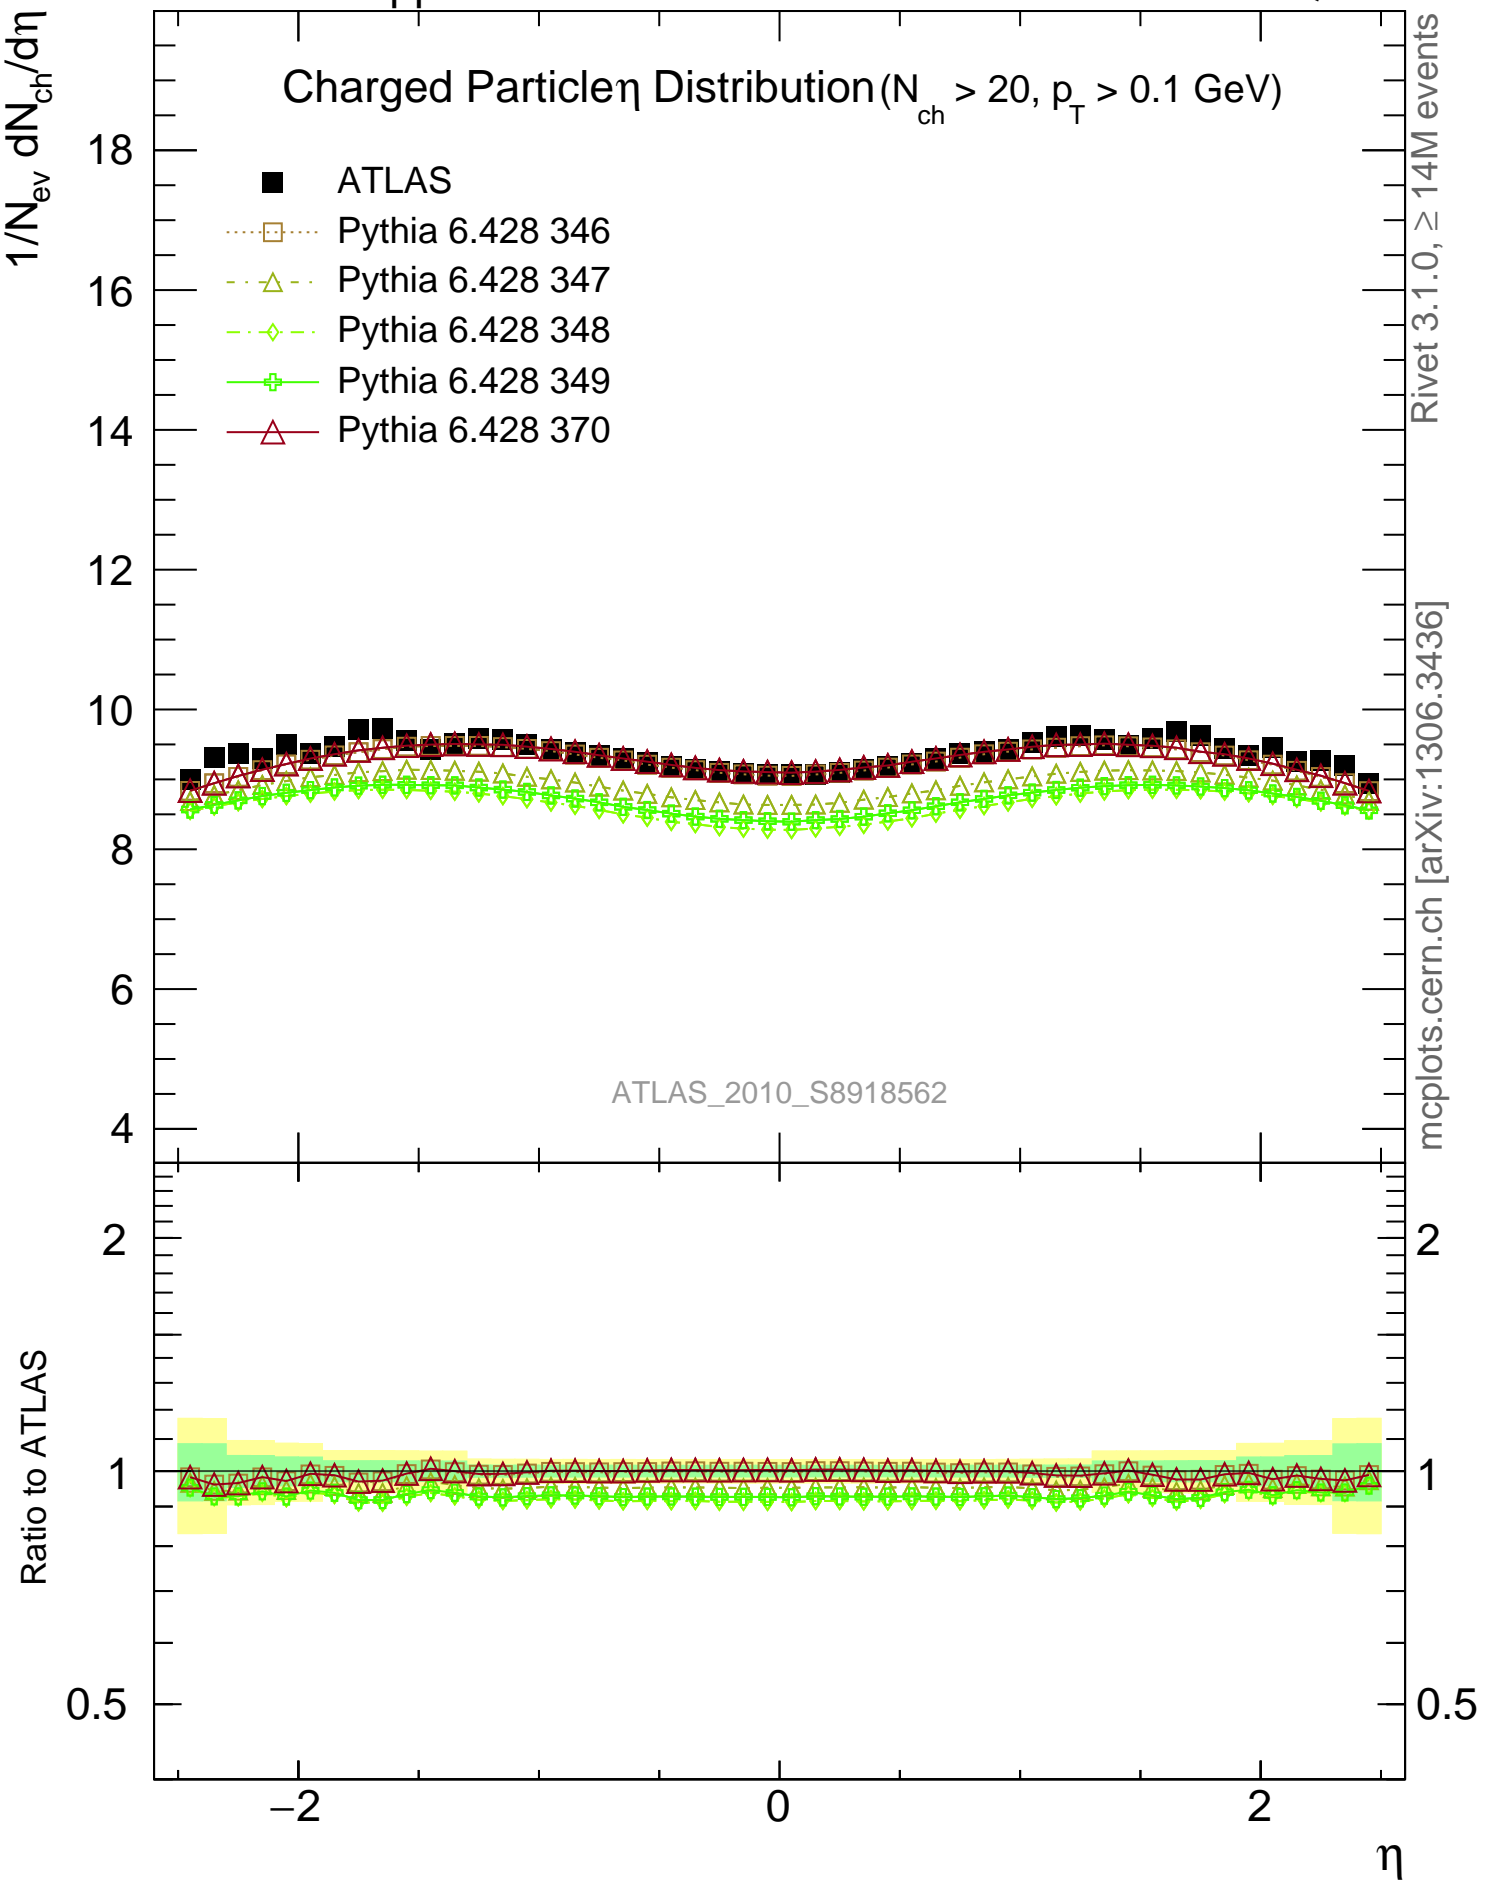 pp
Charged Particleη Distribution (N_ch > 20, p_T > 0.1 GeV)
1/N_ev dN_ch/dη
ATLAS
Pythia 6.428 346
Pythia 6.428 347
Pythia 6.428 348
Pythia 6.428 349
Pythia 6.428 370
18
16
14
12
10
8
6
4
ATLAS_2010_S8918562
Rivet 3.1.0, ≥ 14M events
mcplots.cern.ch [arXiv:1306.3436]
Ratio to ATLAS
2
1
0.5
2
1
0.5
−2
0
2
η